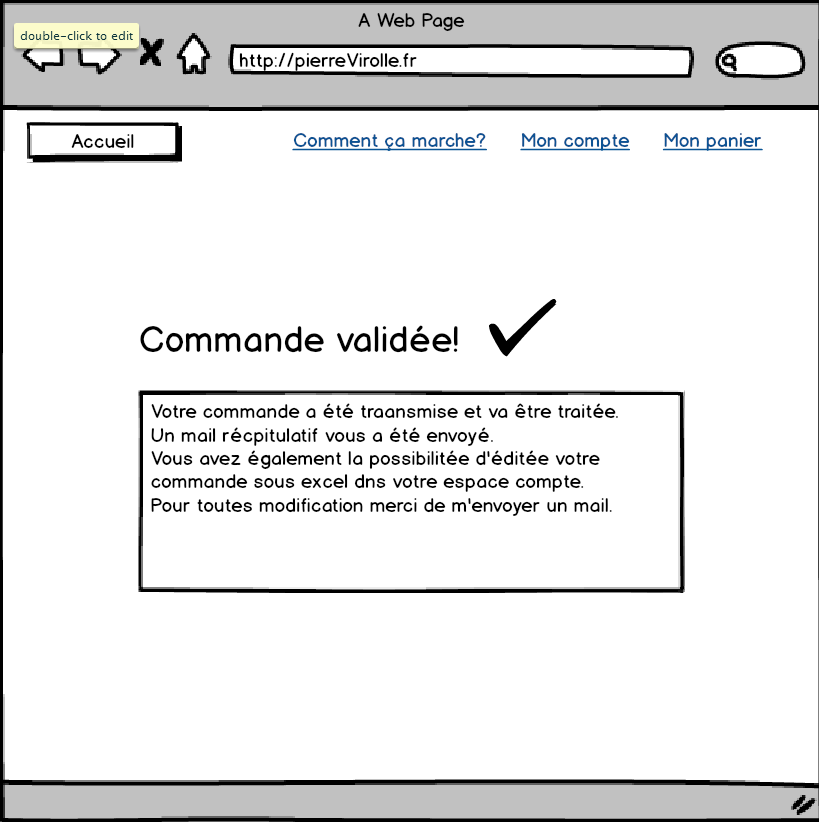 A Web Page
double-click to edit
http://pierreVirolle.fr
Accueil
Comment ça marche?
Mon compte
Mon panier
Commande validée!
Votre commande a été traansmise et va être traitée.
Un mail récpitulatif vous a été envoyé.
Vous avez également la possibilitée d'éditée votre
commande sous excel dns votre espace compte.
Pour toutes modification merci de m'envoyer un mail.